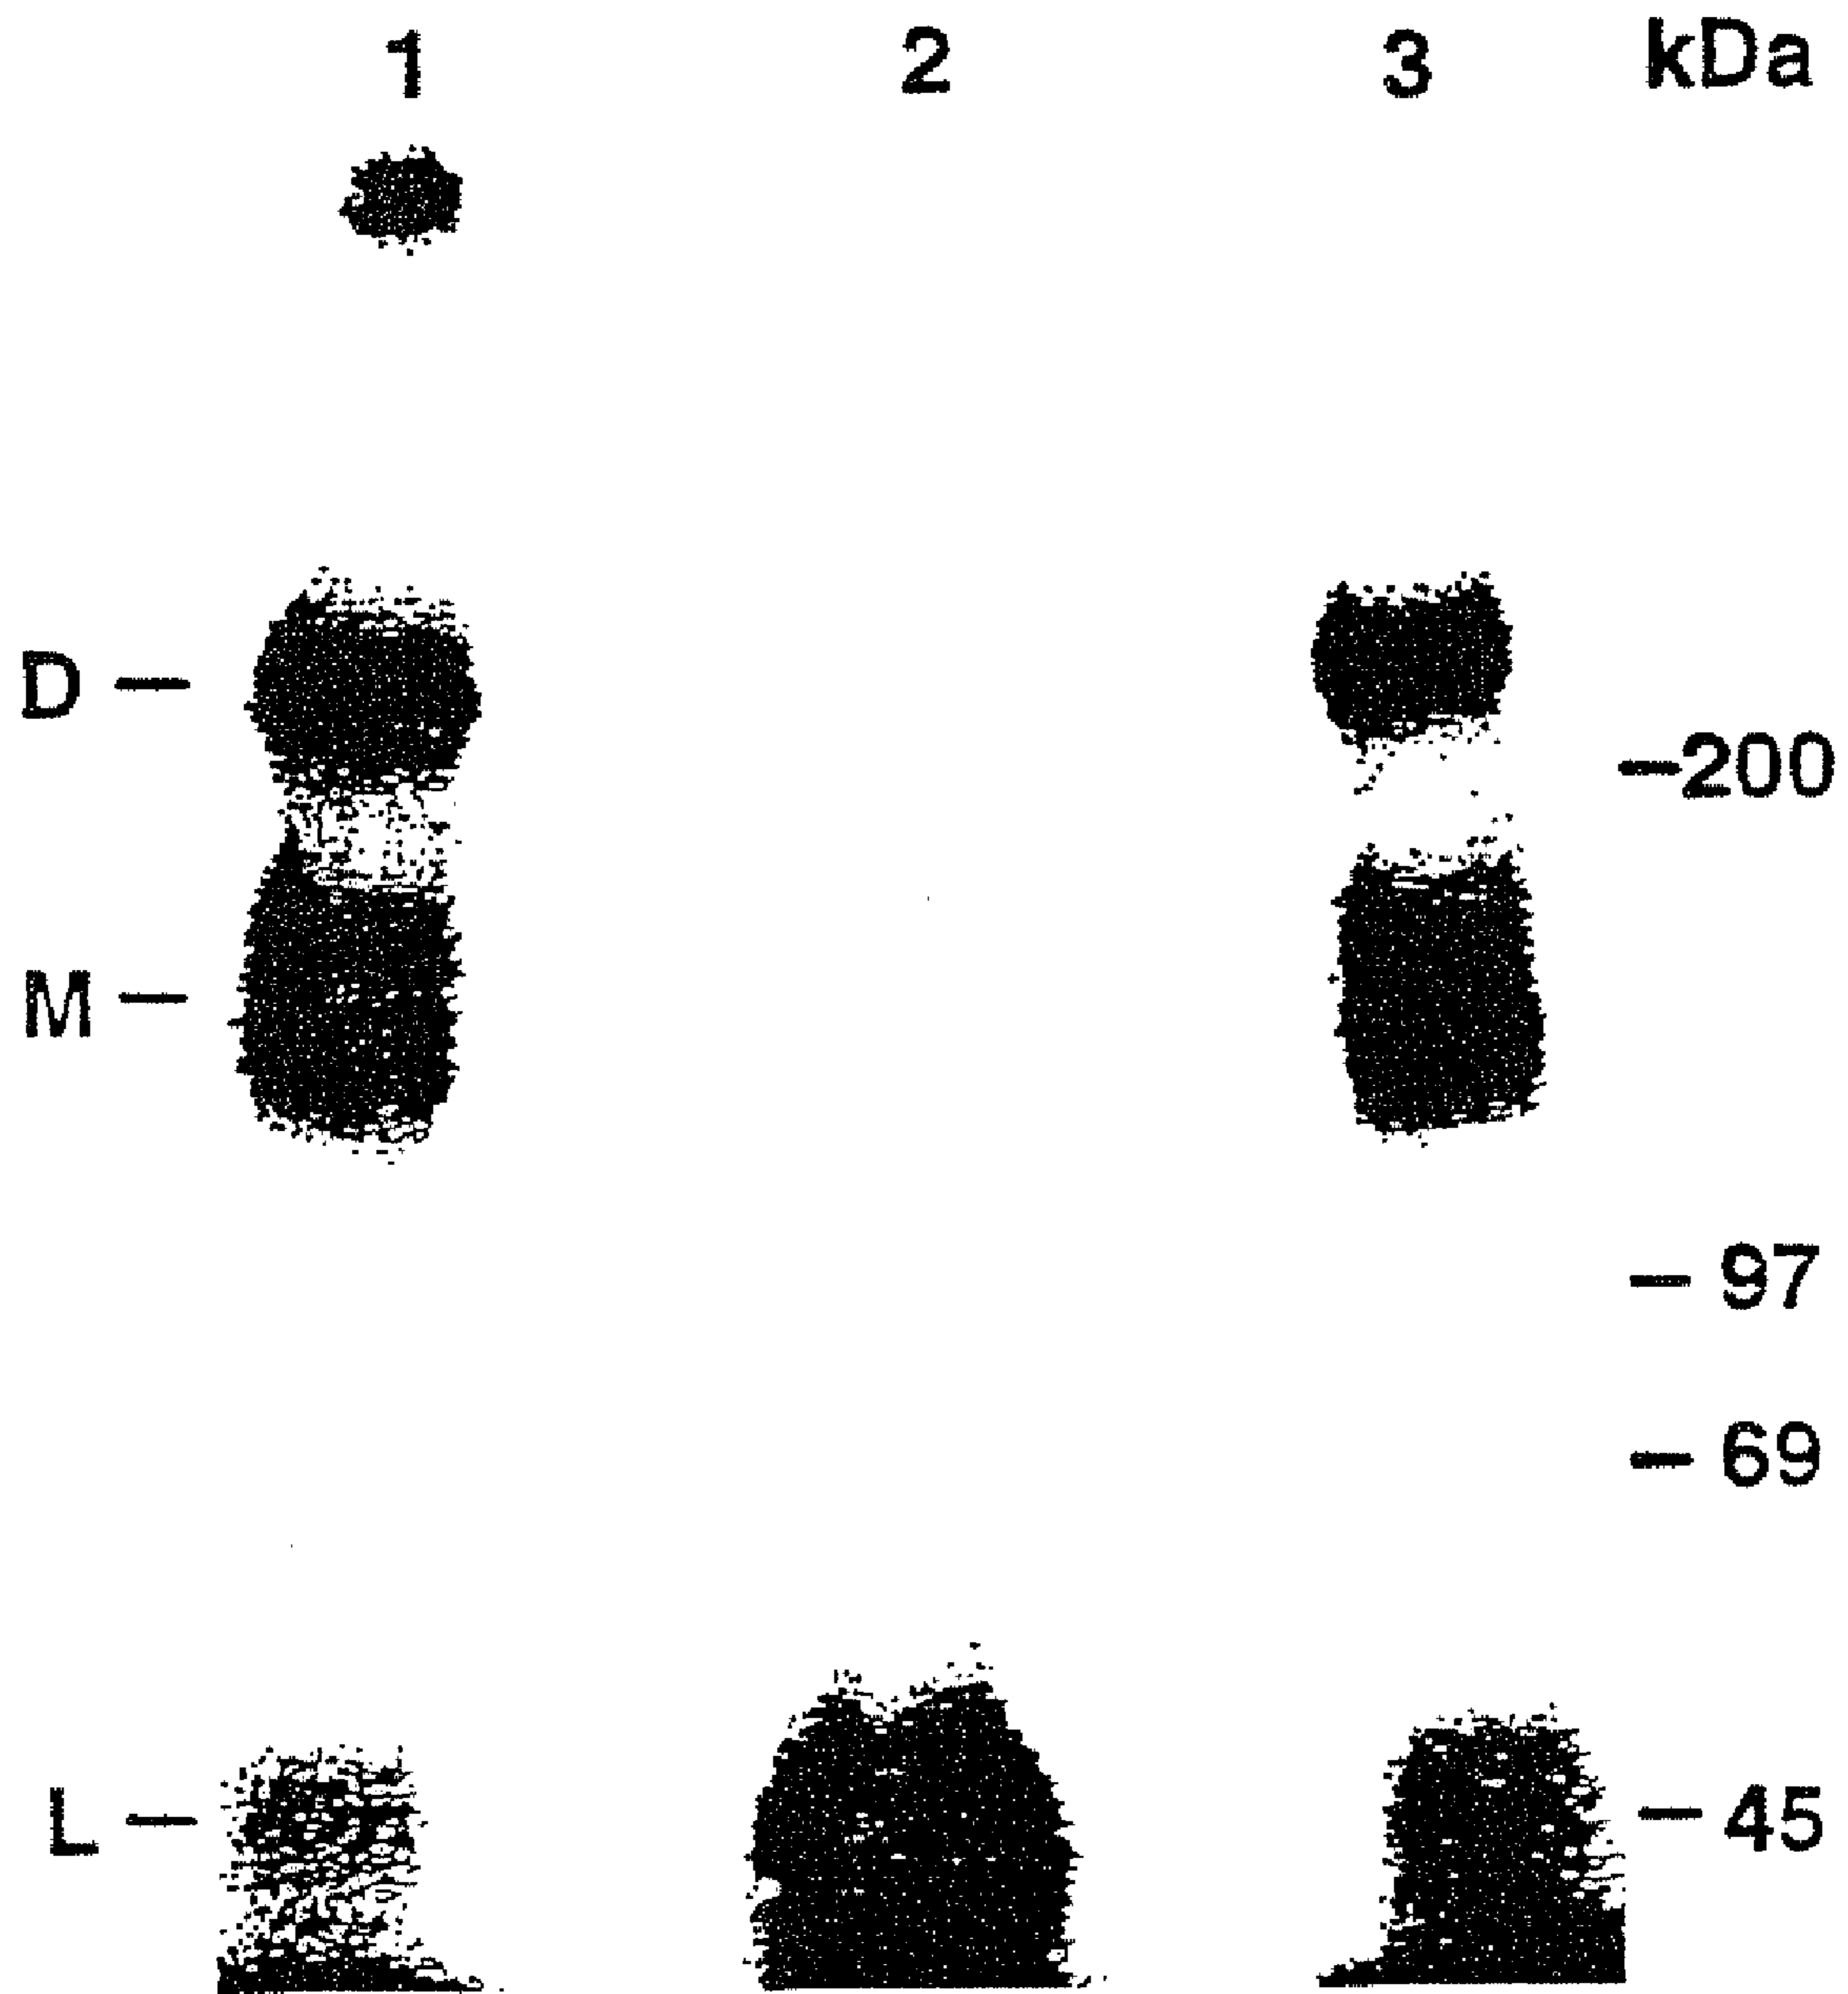 1 2 3 kDa
D —
—200
M —
— 97
— 69
L — — 45